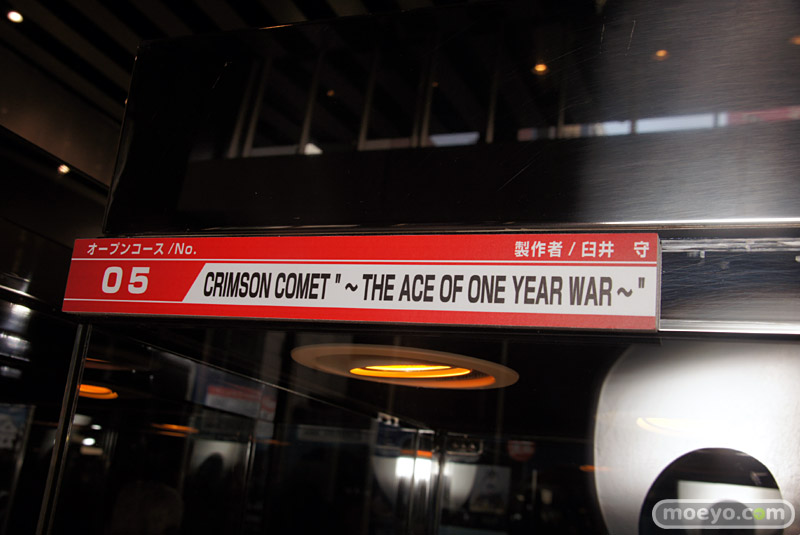 オープンコース/No.
製作者/臼井 守
05
CRIMSON COMET "～THE ACE OF ONE YEAR WAR～"
moeyo.com